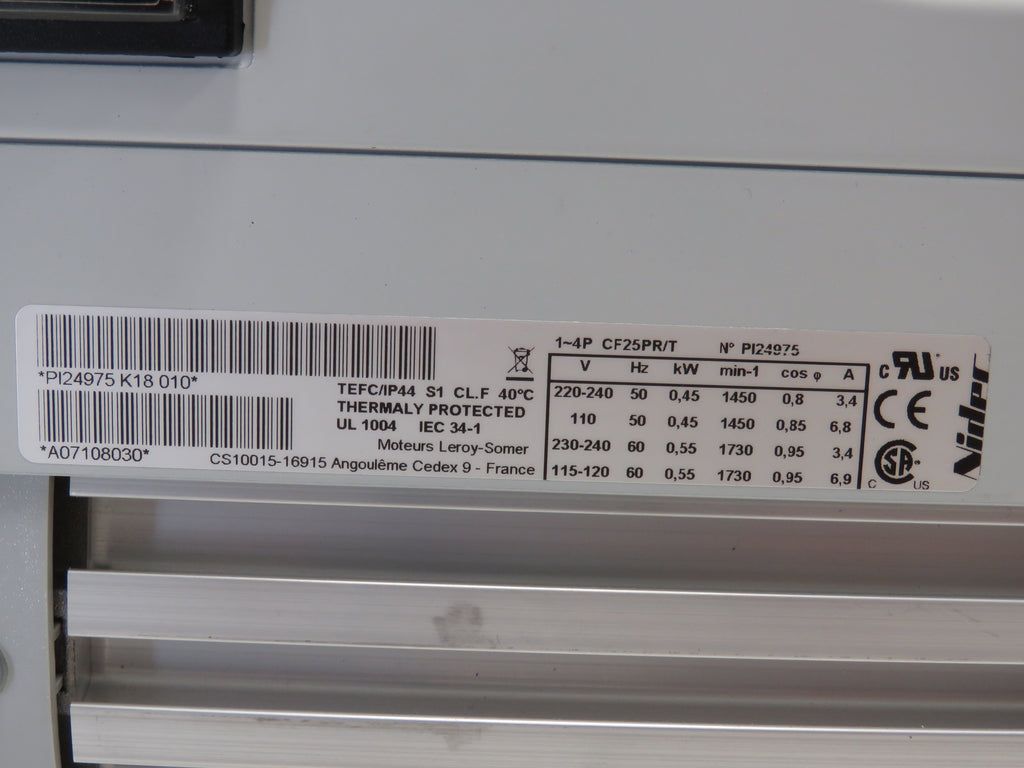 *PI24975 K18 010*
*A07108030*
TEFC/IP44 S1 CL.F 40°C
THERMALY PROTECTED
UL 1004 IEC 34-1
Moteurs Leroy-Somer
CS10015-16915 Angoulême Cedex 9 - France
1~4P CF25PR/T N° PI24975
V Hz kW min-1 cos φ A
220-240 50 0,45 1450 0,8 3,4
110 50 0,45 1450 0,85 6,8
230-240 60 0,55 1730 0,95 3,4
115-120 60 0,55 1730 0,95 6,9
C RU US
CE
C SA US
Nidec